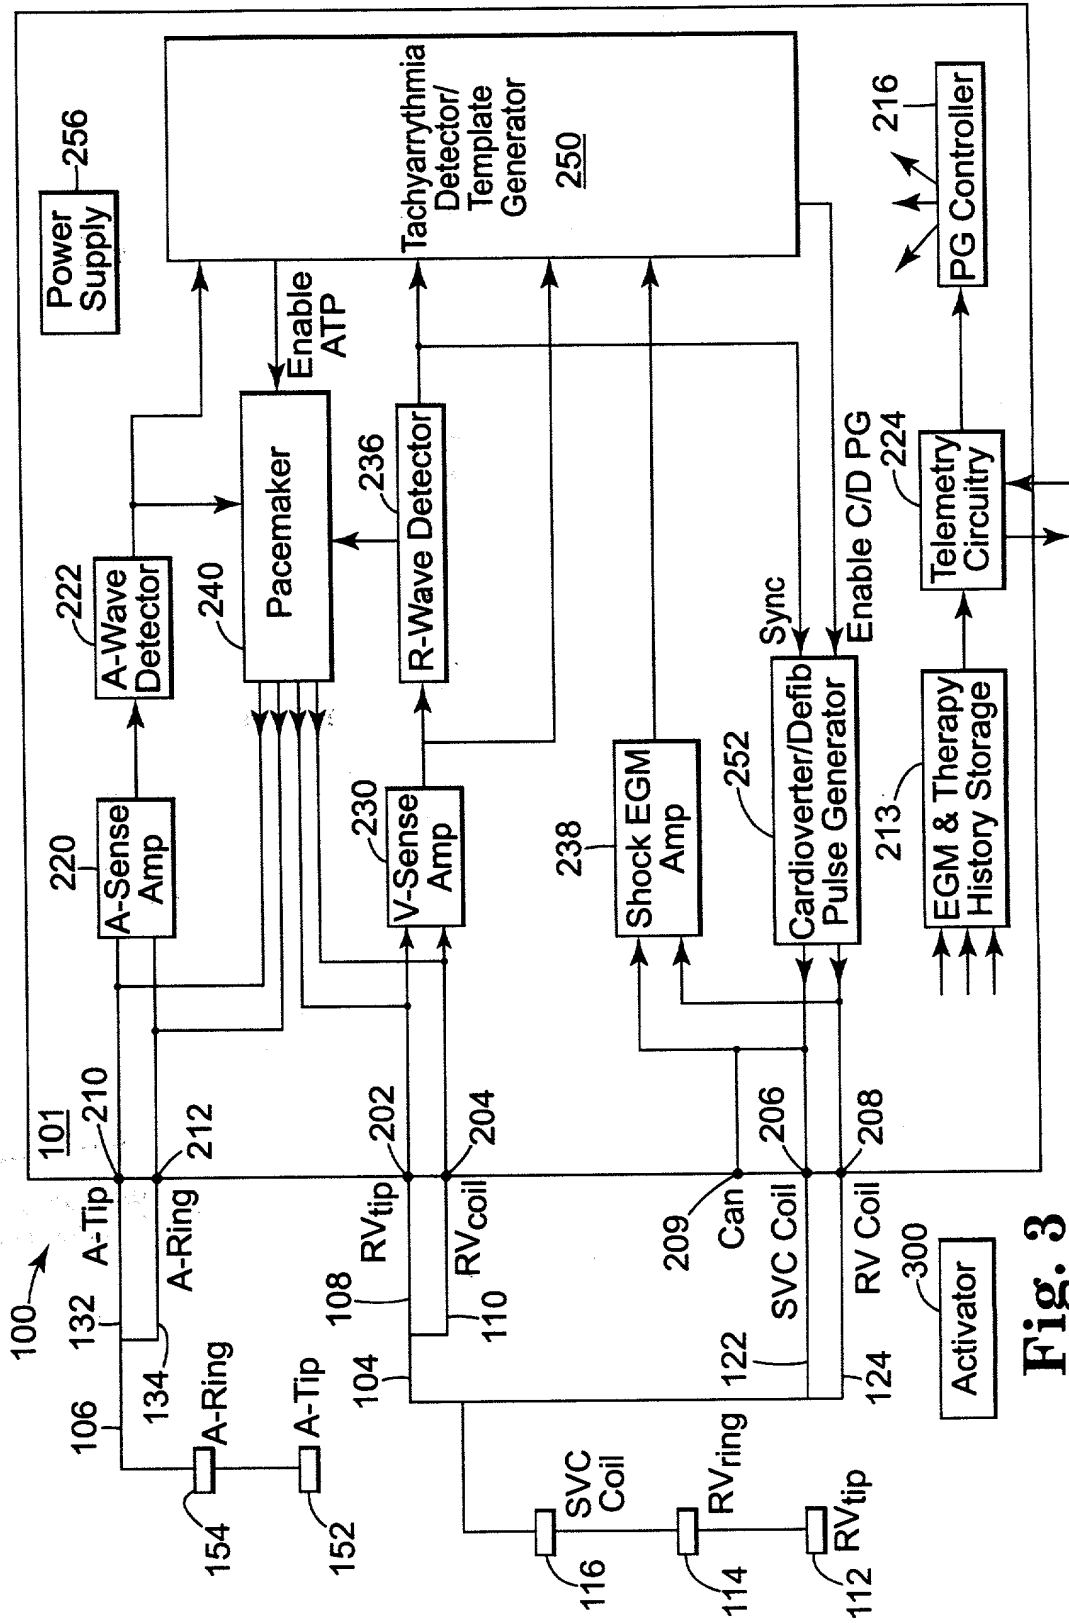 100
106
132
A-Tip
210
134
A-Ring
212
154
A-Ring
152
A-Tip
101
220
A-Sense
Amp
222
A-Wave
Detector
256
Power
Supply
240
Pacemaker
Enable
ATP
Tachyarrythmia
Detector/
Template
Generator
250
104
108
RVtip
202
110
RVcoil
204
230
V-Sense
Amp
236
R-Wave Detector
116
SVC
Coil
114
RVring
112
RVtip
209
Can
238
Shock EGM
Amp
122
SVC Coil
206
124
RV Coil
208
252
Cardioverter/Defib
Pulse Generator
Sync
Enable C/D PG
213
EGM & Therapy
History Storage
224
Telemetry
Circuitry
216
PG Controller
300
Activator
Fig. 3